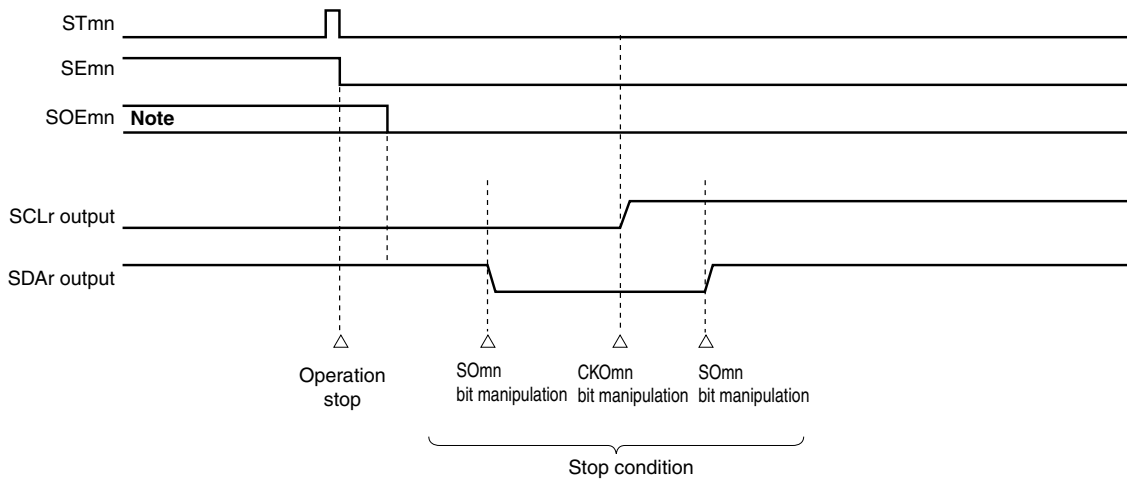 STmn
SEmn
SOEmn Note
SCLr output
SDAr output
Operation
stop
SOmn
bit manipulation
CKOmn
bit manipulation
SOmn
bit manipulation
Stop condition